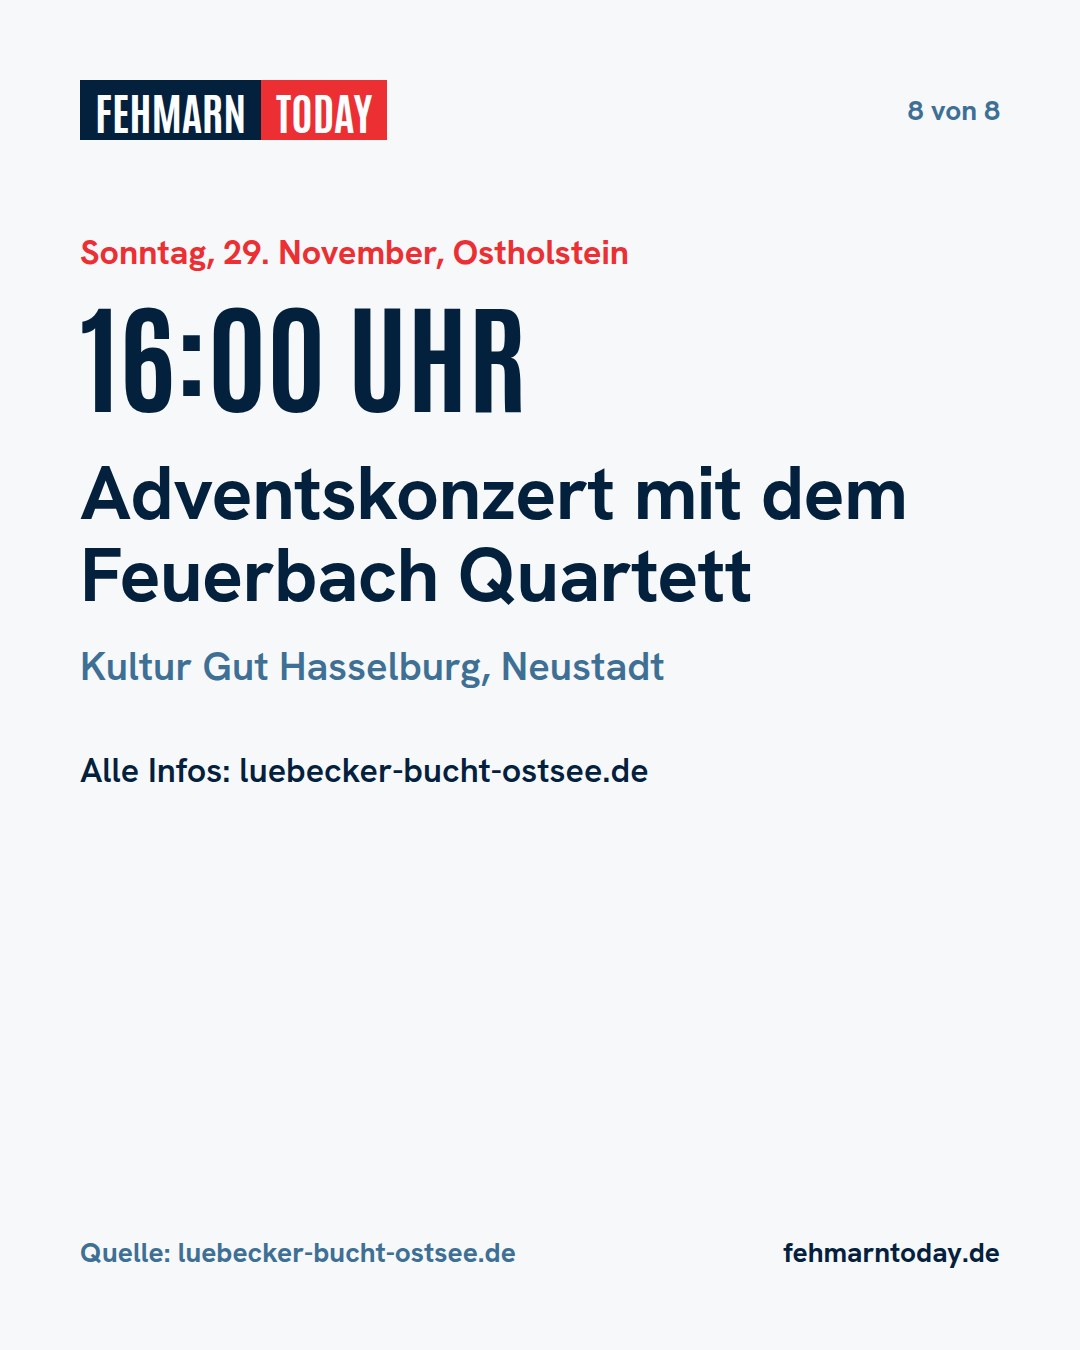 FEHMARN TODAY
8 von 8
Sonntag, 29. November, Ostholstein
16:00 UHR
Adventskonzert mit dem
Feuerbach Quartett
Kultur Gut Hasselburg, Neustadt
Alle Infos: luebecker-bucht-ostsee.de
Quelle: luebecker-bucht-ostsee.de
fehmarntoday.de